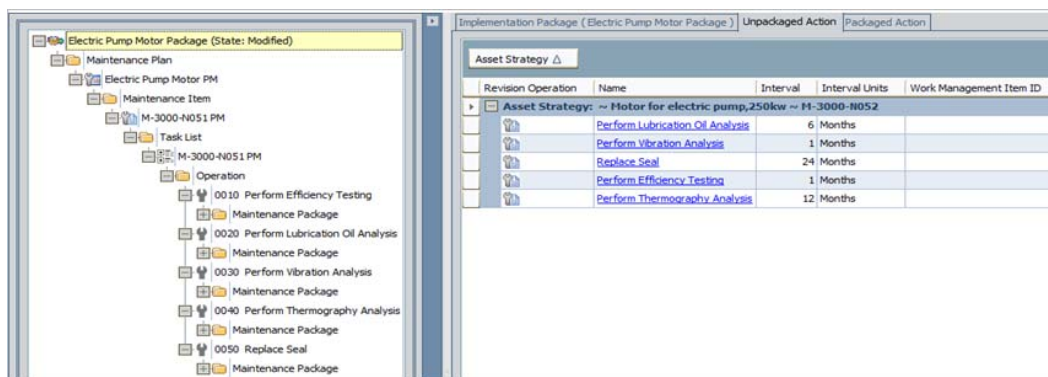 Electric Pump Motor Package (State: Modified)
Maintenance Plan
Electric Pump Motor PM
Maintenance Item
M-3000-N051 PM
Task List
M-3000-N051 PM
Operation
0010 Perform Efficiency Testing
Maintenance Package
0020 Perform Lubrication Oil Analysis
Maintenance Package
0030 Perform Vibration Analysis
Maintenance Package
0040 Perform Thermography Analysis
Maintenance Package
0050 Replace Seal
Maintenance Package
Implementation Package ( Electric Pump Motor Package ) Unpackaged Action Packaged Action
Asset Strategy △
Revision Operation Name Interval Interval Units Work Management Item ID
Asset Strategy: ~ Motor for electric pump,250kw ~ M-3000-N052
Perform Lubrication Oil Analysis 6 Months
Perform Vibration Analysis 1 Months
Replace Seal 24 Months
Perform Efficiency Testing 1 Months
Perform Thermography Analysis 12 Months